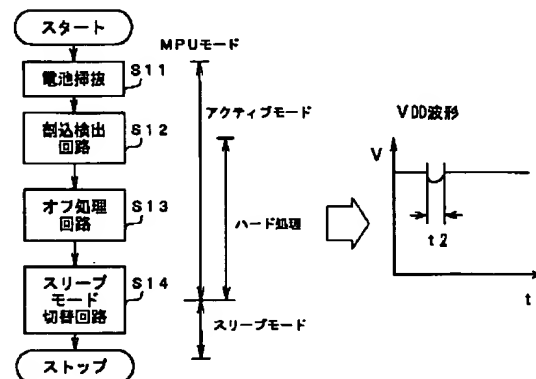 スタート
MPUモード
電池挿抜
S11
割込検出
回路
S12
アクティブモード
オフ処理
回路
S13
ハード処理
スリープ
モード
切替回路
S14
スリープモード
ストップ
VDD波形
V
t2
t